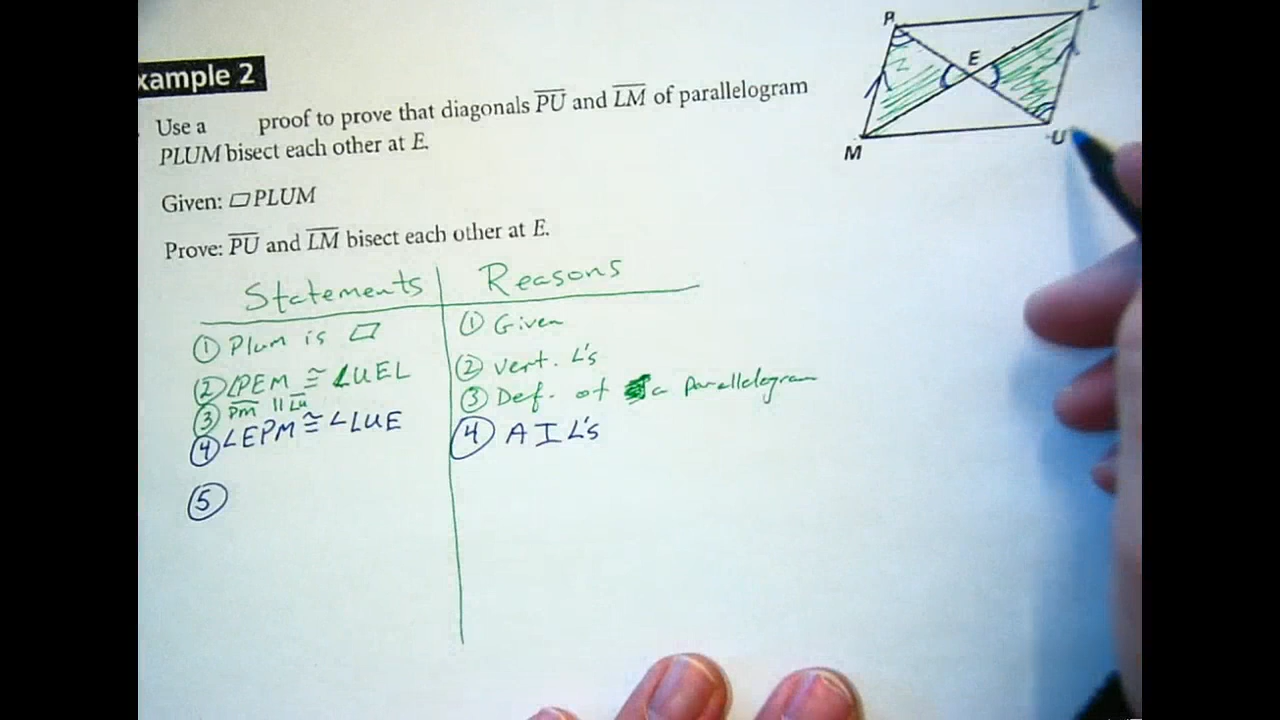 xample 2
Use a proof to prove that diagonals PU and LM of parallelogram
PLUM bisect each other at E.
Given: ▱PLUM
Prove: PU and LM bisect each other at E.
Statements Reasons
① Plum is ▱ ① Given
② ∠PEM ≅ ∠UEL ② Vert. ∠'s
③ Pm || Lu ③ Def. of a parallelogram
④ ∠EPM ≅ ∠LUE ④ A I ∠'s
⑤
P L
E
M U